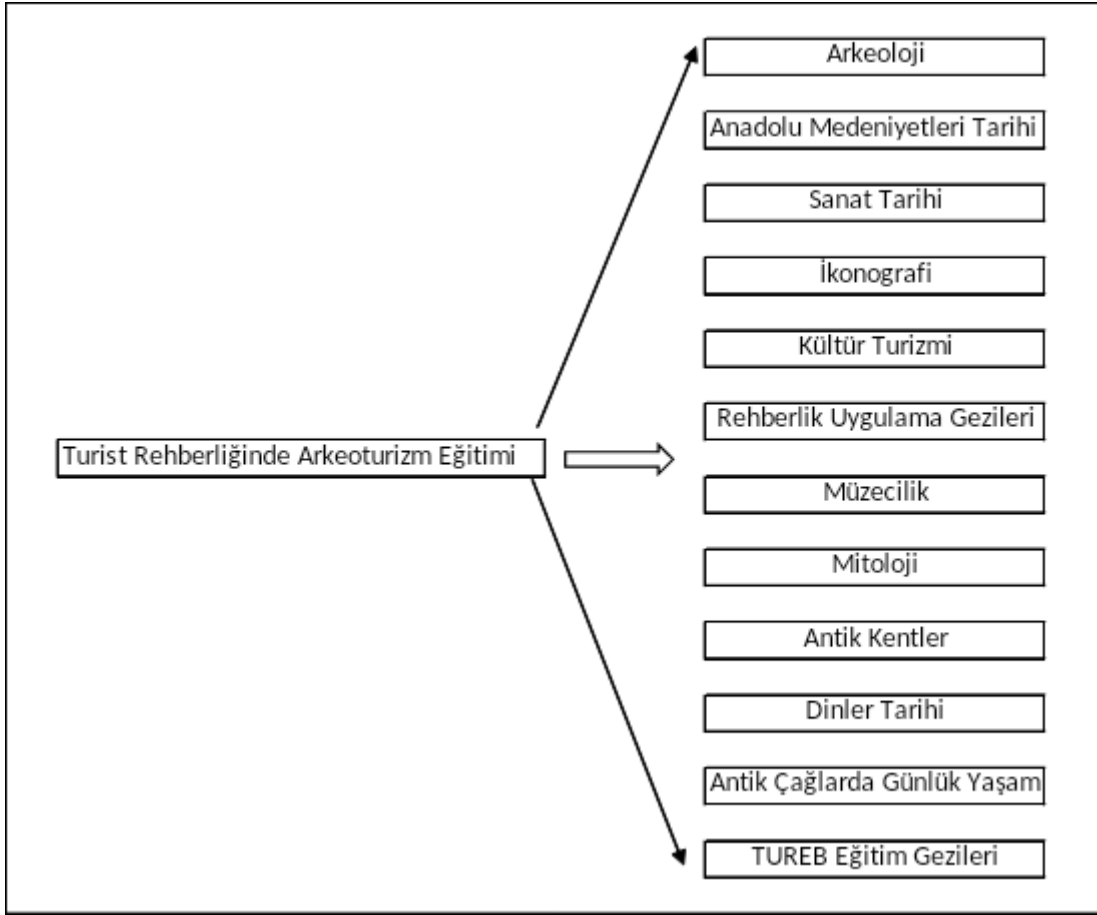 Arkeoloji
Anadolu Medeniyetleri Tarihi
Sanat Tarihi
İkonografi
Kültür Turizmi
Rehberlik Uygulama Gezileri
Turist Rehberliğinde Arkeoturizm Eğitimi
Müzecilik
Mitoloji
Antik Kentler
Dinler Tarihi
Antik Çağlarda Günlük Yaşam
TUREB Eğitim Gezileri